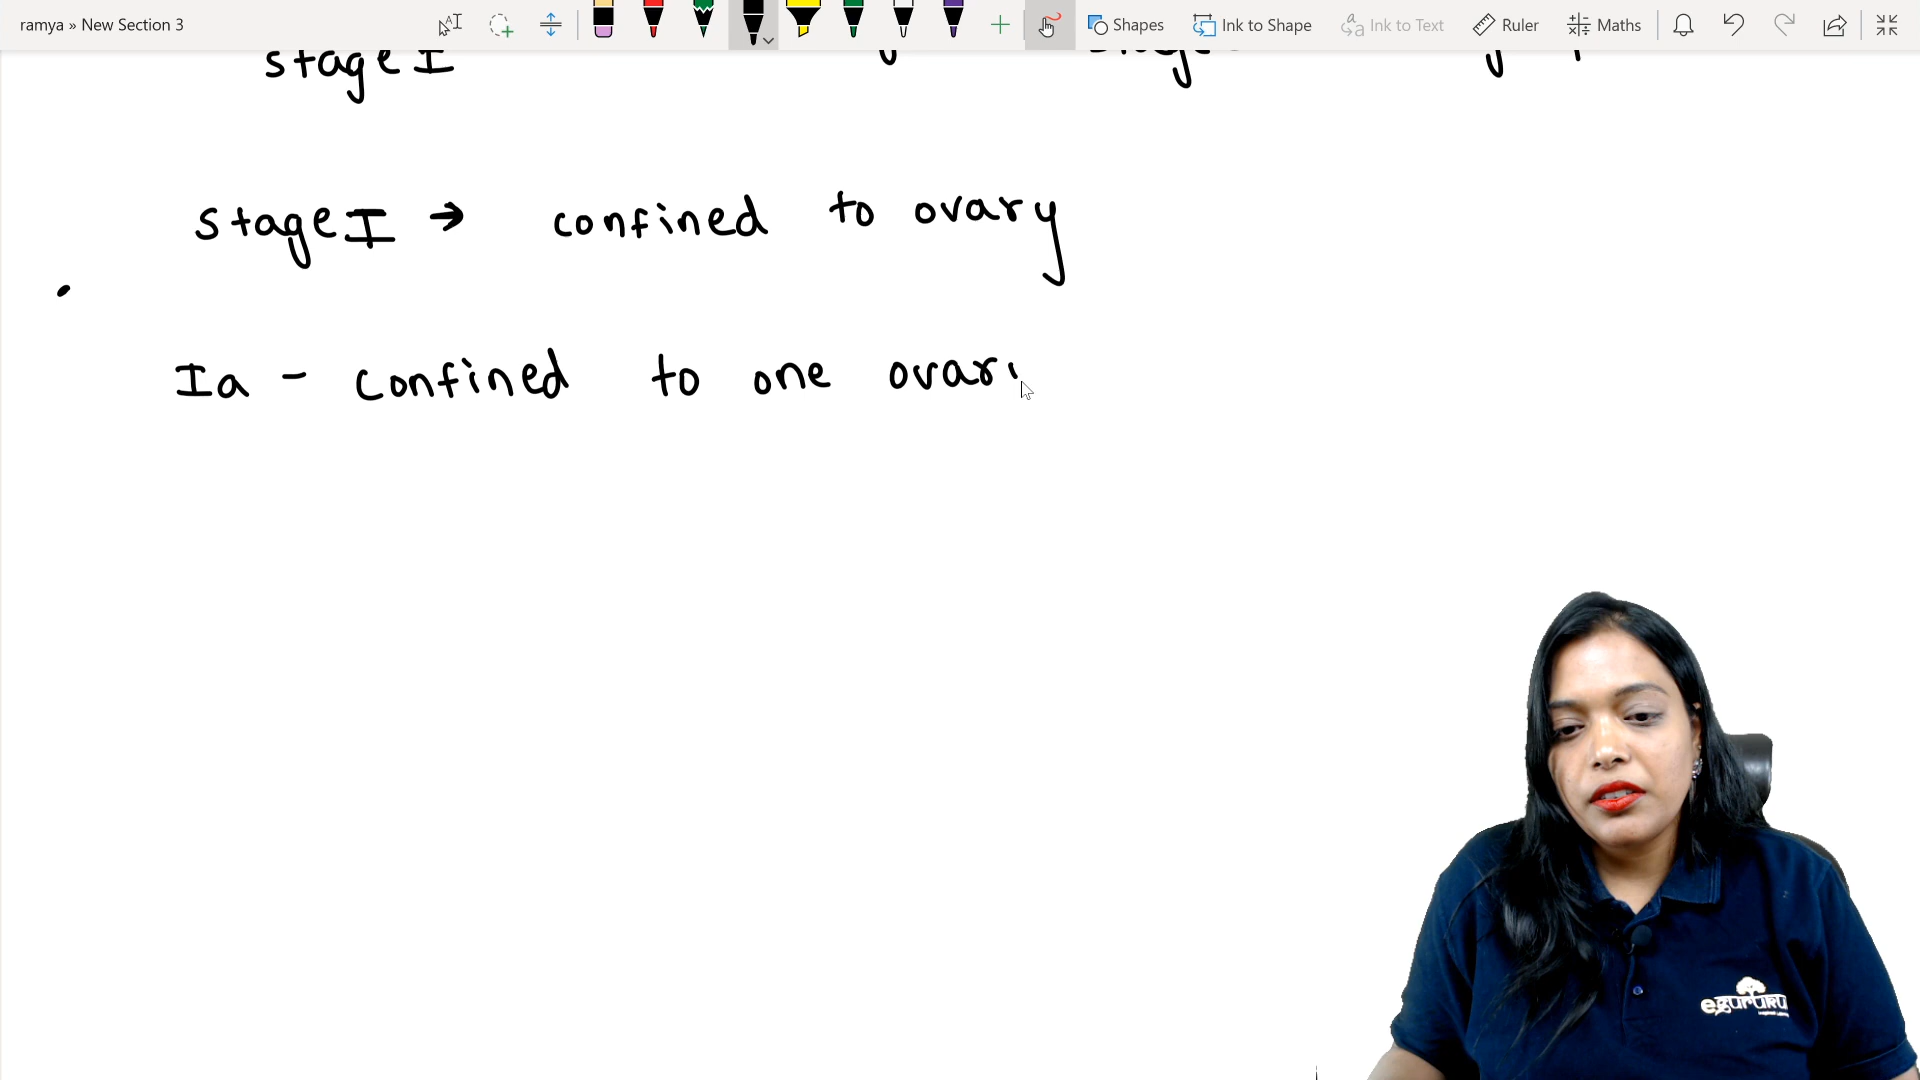 ramya » New Section 3
Shapes
Ink to Shape
Ink to Text
Ruler
Maths
stage I
stage I → confined to ovary
Ia - confined to one ovar
eguruku